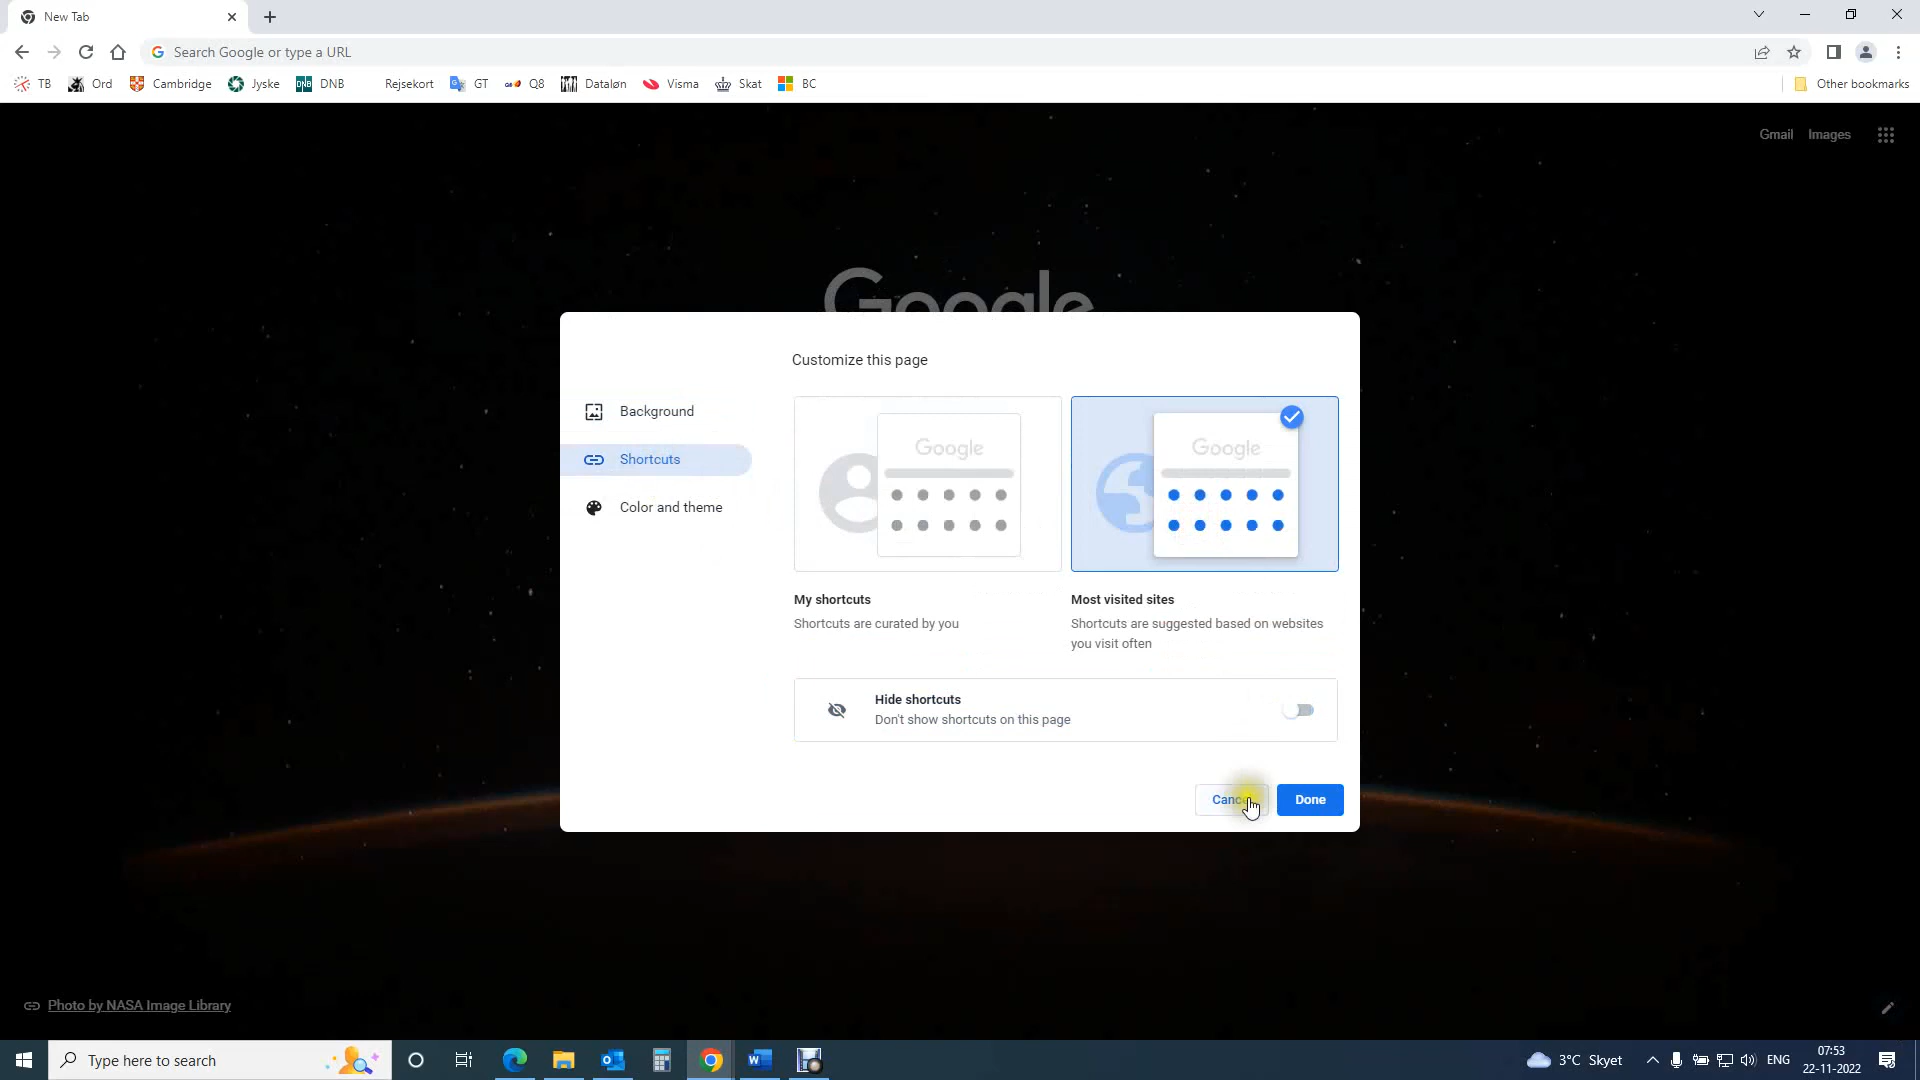 New Tab
Search Google or type a URL
TB Ord Cambridge Jyske DNB Rejsekort GT Q8 Dataløn Visma Skat BC Other bookmarks
Gmail Images
Google
Customize this page
Background
Shortcuts
Color and theme
Google
Google
My shortcuts
Shortcuts are curated by you
Most visited sites
Shortcuts are suggested based on websites
you visit often
Hide shortcuts
Don't show shortcuts on this page
Cancel Done
Photo by NASA Image Library
Type here to search
3°C Skyet
ENG
07:53
22-11-2022